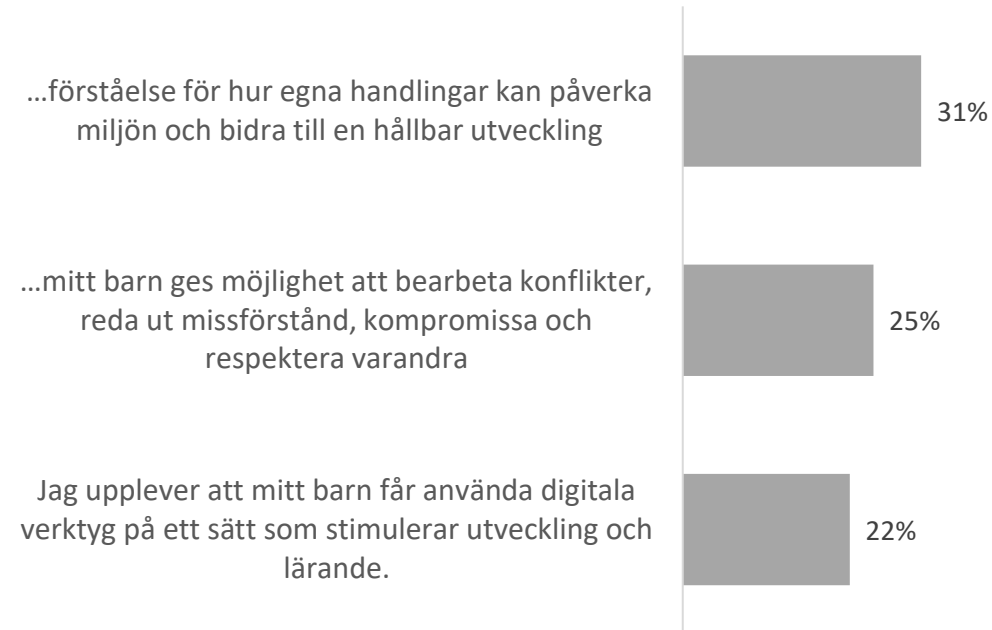 ...förståelse för hur egna handlingar kan påverka
miljön och bidra till en hållbar utveckling
31%
...mitt barn ges möjlighet att bearbeta konflikter,
reda ut missförstånd, kompromissa och
respektera varandra
25%
Jag upplever att mitt barn får använda digitala
verktyg på ett sätt som stimulerar utveckling och
lärande.
22%